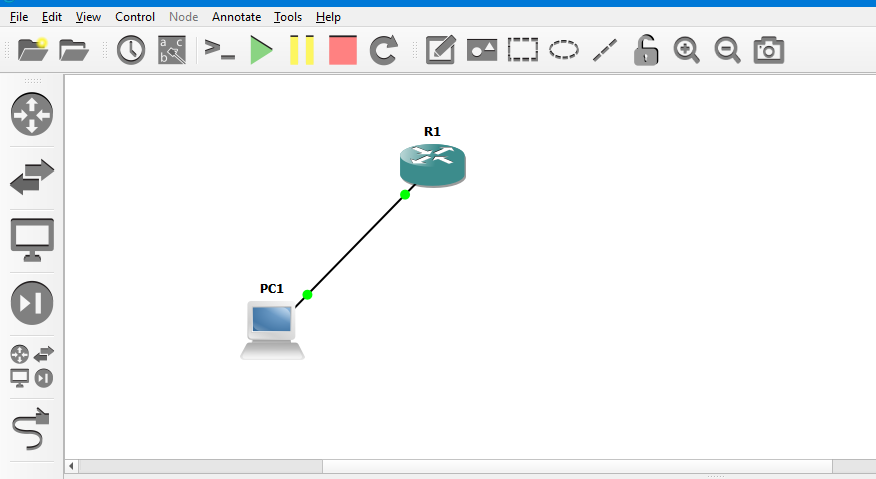 File Edit View Control Node Annotate Tools Help
a c
b
R1
PC1